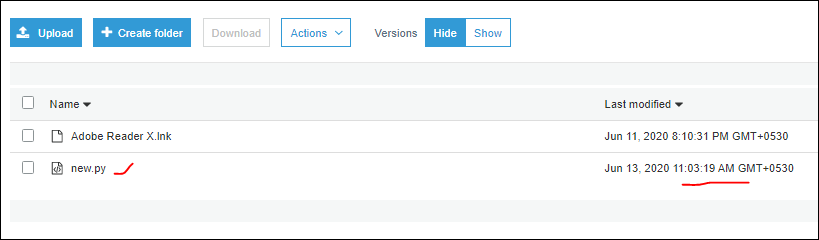 Upload + Create folder Download Actions Versions Hide Show
Name Last modified
Adobe Reader X.lnk Jun 11, 2020 8:10:31 PM GMT+0530
new.py Jun 13, 2020 11:03:19 AM GMT+0530